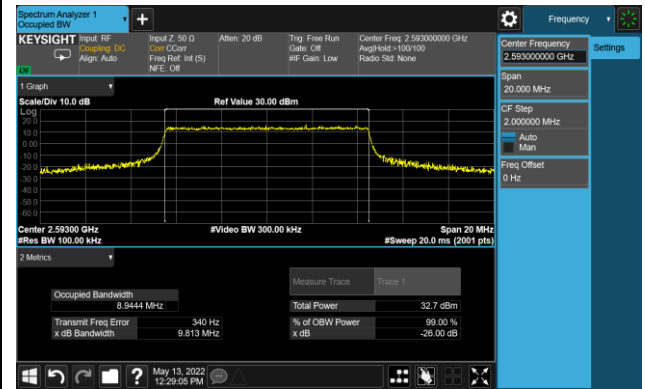 Spectrum Analyzer 1
Occupied BW
Frequency
KEYSIGHT
Input: RF
Coupling: DC
Align: Auto
Input Z: 50 Ω
Corr CCorr
Freq Ref: Int (S)
NFE: Off
Atten: 20 dB
Trig: Free Run
Gate: Off
#IF Gain: Low
Center Freq: 2.593000000 GHz
Avg|Hold:>100/100
Radio Std: None
Center Frequency
2.593000000 GHz
Settings
Span
20.000 MHz
CF Step
2.000000 MHz
Auto
Man
Freq Offset
0 Hz
1 Graph
Scale/Div 10.0 dB
Ref Value 30.00 dBm
Log
20.0
10.0
0.00
-10.0
-20.0
-30.0
-40.0
-50.0
-60.0
Center 2.59300 GHz
#Video BW 300.00 kHz
Span 20 MHz
#Res BW 100.00 kHz
#Sweep 20.0 ms (2001 pts)
2 Metrics
Measure Trace
Trace 1
Occupied Bandwidth
8.9444 MHz
Total Power
32.7 dBm
Transmit Freq Error
340 Hz
% of OBW Power
99.00 %
x dB Bandwidth
9.813 MHz
x dB
-26.00 dB
May 13, 2022
12:29:05 PM